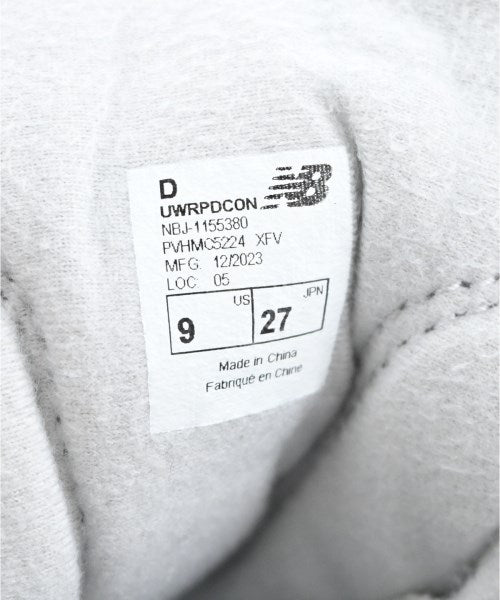 D
UWRPDCON
NB
NBJ-1155380
PVHMC5224 XFV
MFG. 12/2023
LOC: 05
9 US 27 JPN
Made in China
Fabriqué en Chine